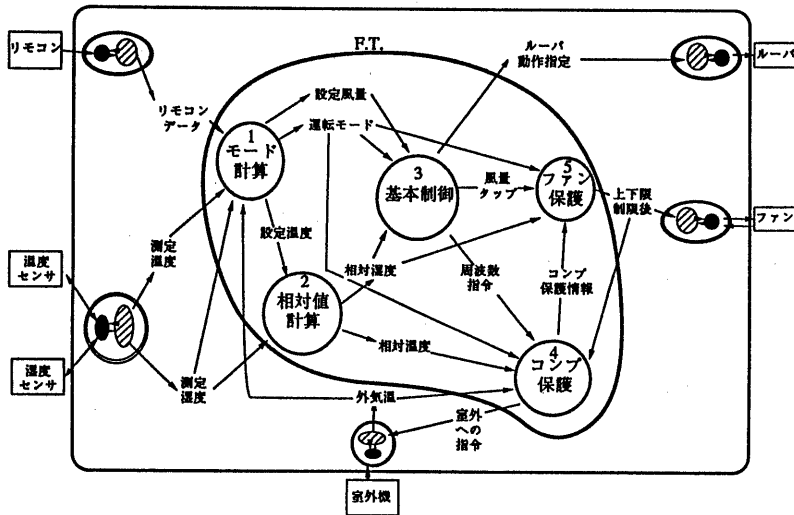 F.T.
リモコン
ルーバ
動作指定
ルーバ
設定風量
リモコン
データ
運転モード
1
モード
計算
3
基本制御
風量
タップ
5
ファン
保護
上下限
制限後
ファン
測定
温度
設定温度
温度
センサ
相対湿度
周波数
指令
コンプ
保護情報
2
相対値
計算
相対温度
4
コンプ
保護
湿度
センサ
測定
湿度
外気温
室外
への
指令
室外機